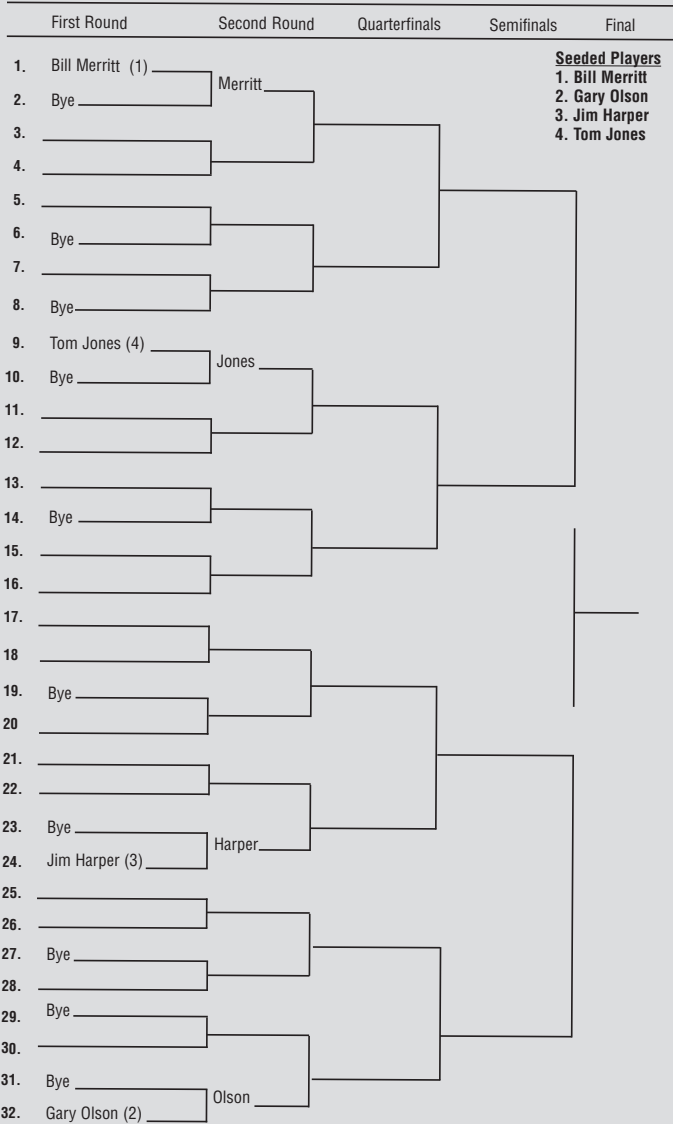 First Round Second Round Quarterfinals Semifinals Final
Seeded Players
1. Bill Merritt
2. Gary Olson
3. Jim Harper
4. Tom Jones
1. Bill Merritt (1)
Merritt
2. Bye
3.
4.
5.
6. Bye
7.
8. Bye
9. Tom Jones (4)
Jones
10. Bye
11.
12.
13.
14. Bye
15.
16.
17.
18
19. Bye
20
21.
22.
23. Bye
Harper
24. Jim Harper (3)
25.
26.
27. Bye
28.
29. Bye
30.
31. Bye
Olson
32. Gary Olson (2)